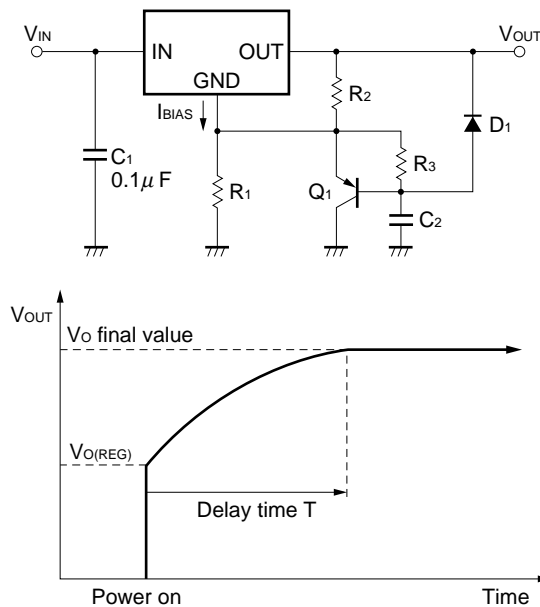 VIN
VOUT
IN
OUT
GND
IBIAS
R2
D1
C1
0.1μ F
R1
Q1
R3
C2
VOUT
VO final value
VO(REG)
Delay time T
Power on
Time